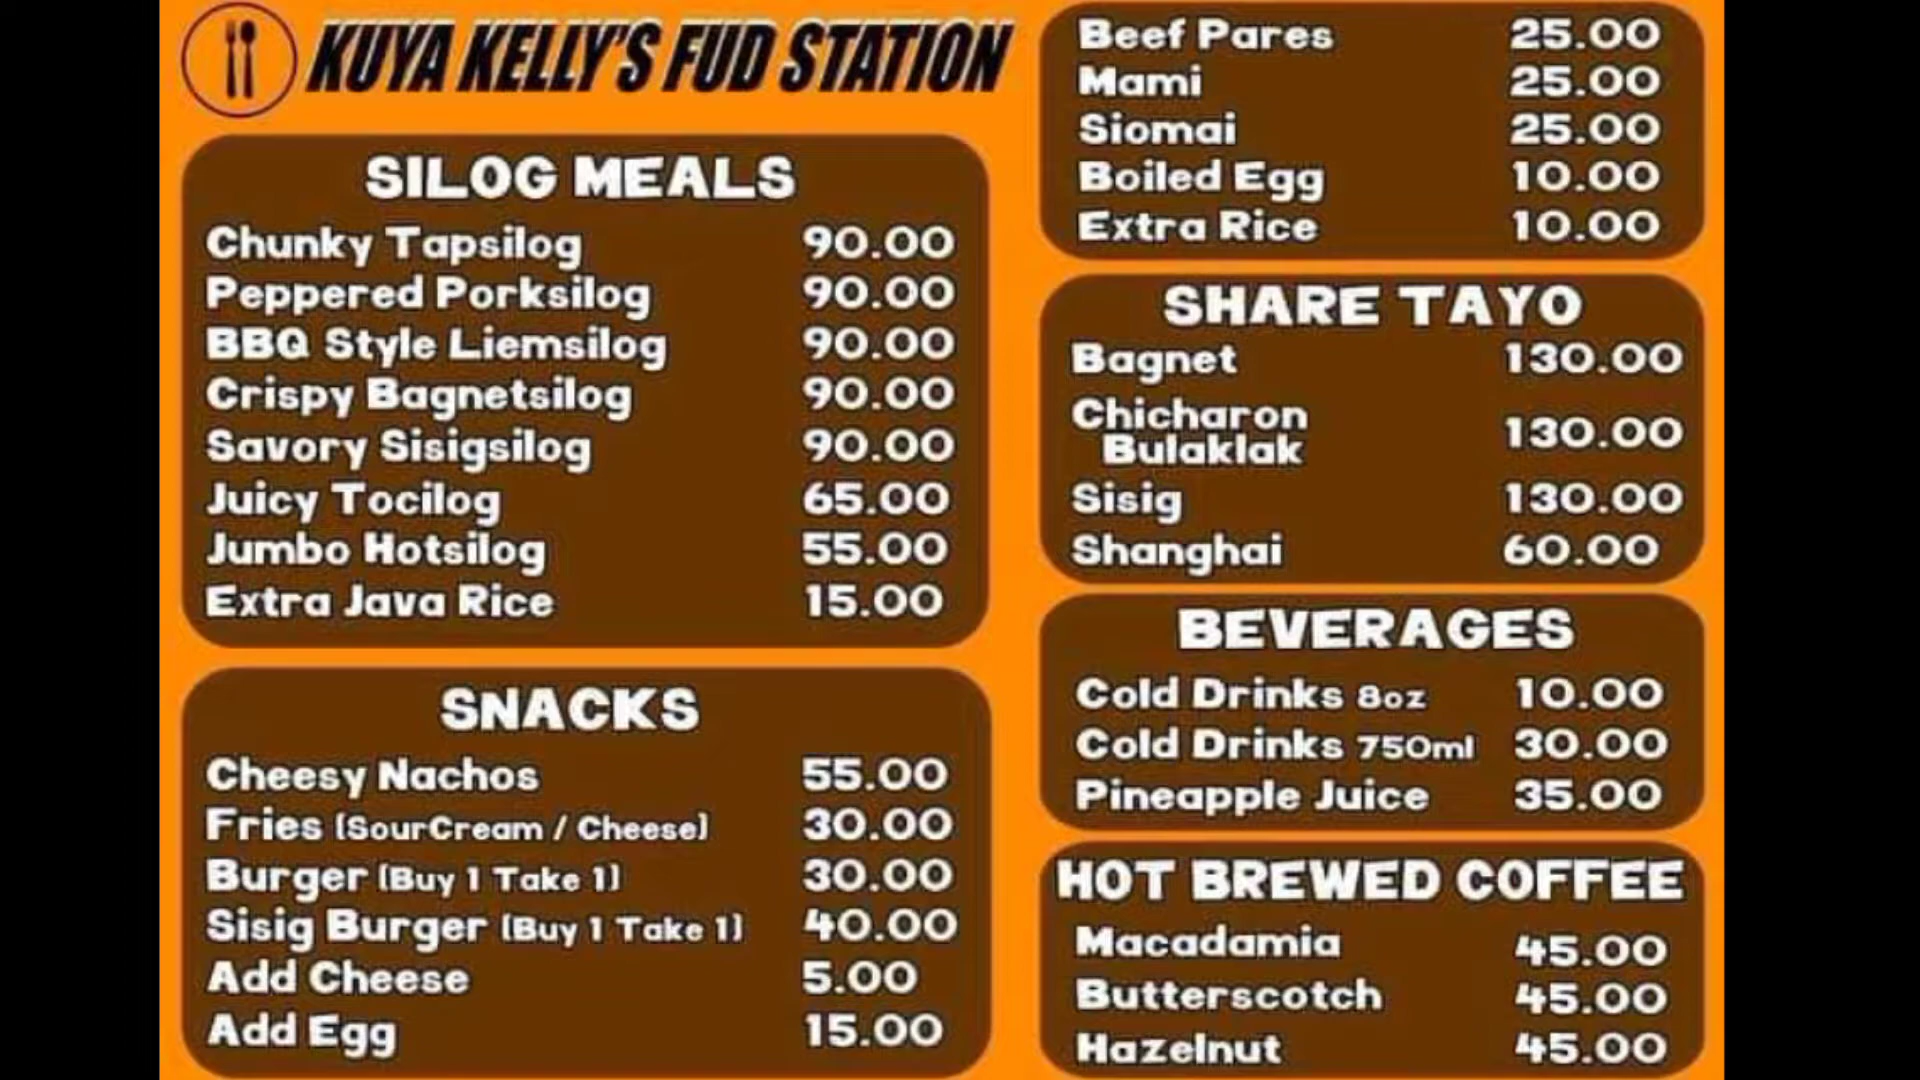 KUYA KELLY'S FUD STATION
SILOG MEALS
Chunky Tapsilog 90.00
Peppered Porksilog 90.00
BBQ Style Liemsilog 90.00
Crispy Bagnetsilog 90.00
Savory Sisigsilog 90.00
Juicy Tocilog 65.00
Jumbo Hotsilog 55.00
Extra Java Rice 15.00
SNACKS
Cheesy Nachos 55.00
Fries (SourCream / Cheese) 30.00
Burger (Buy 1 Take 1) 30.00
Sisig Burger (Buy 1 Take 1) 40.00
Add Cheese 5.00
Add Egg 15.00
Beef Pares 25.00
Mami 25.00
Siomai 25.00
Boiled Egg 10.00
Extra Rice 10.00
SHARE TAYO
Bagnet 130.00
Chicharon
Bulaklak 130.00
Sisig 130.00
Shanghai 60.00
BEVERAGES
Cold Drinks 8oz 10.00
Cold Drinks 750ml 30.00
Pineapple Juice 35.00
HOT BREWED COFFEE
Macadamia 45.00
Butterscotch 45.00
Hazelnut 45.00